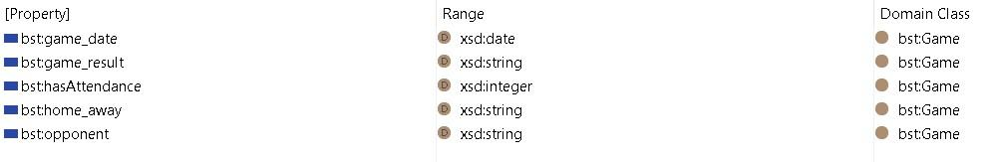 [Property] Range Domain Class
bst:game_date D xsd:date bst:Game
bst:game_result D xsd:string bst:Game
bst:hasAttendance D xsd:integer bst:Game
bst:home_away D xsd:string bst:Game
bst:opponent D xsd:string bst:Game